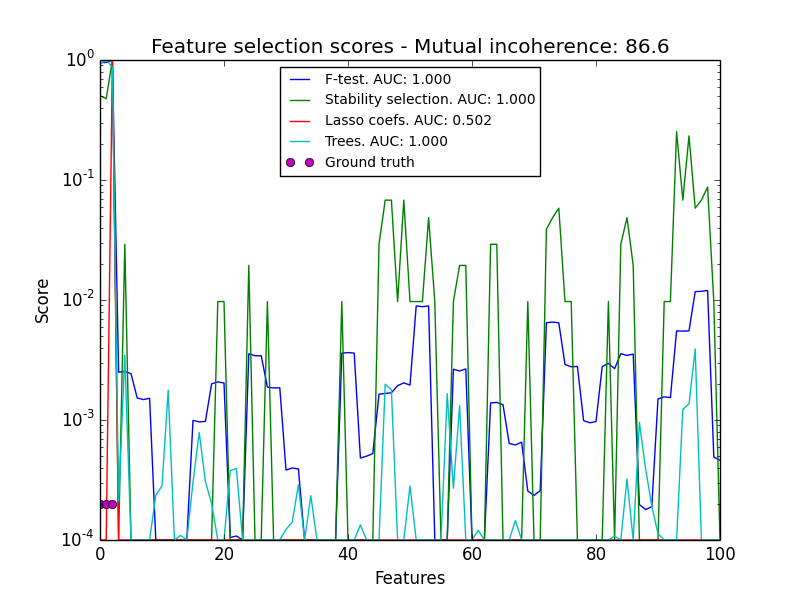 Feature selection scores - Mutual incoherence: 86.6
10^0
F-test. AUC: 1.000
Stability selection. AUC: 1.000
Lasso coefs. AUC: 0.502
Trees. AUC: 1.000
Ground truth
10^-1
10^-2
10^-3
10^-4
Score
0 20 40 60 80 100
Features